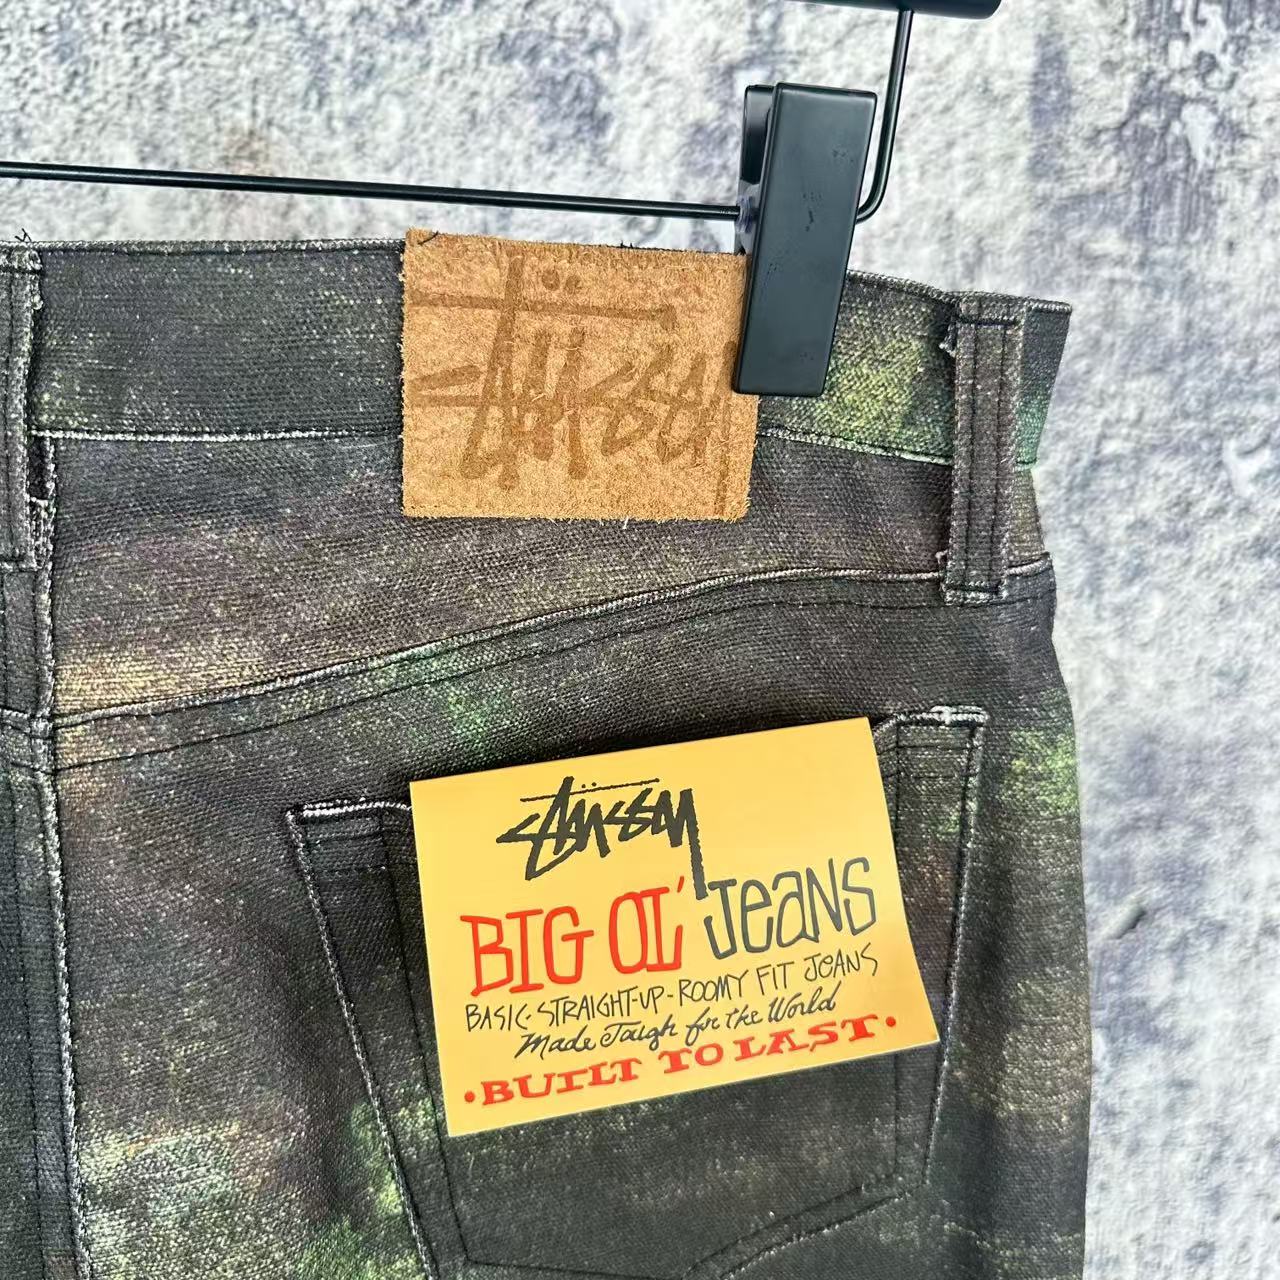 Stüssy
Stüssy
BIG OL' JEANS
BASIC-STRAIGHT-UP-ROOMY FIT JEANS
Made Tough for the World
•BUILT TO LAST•